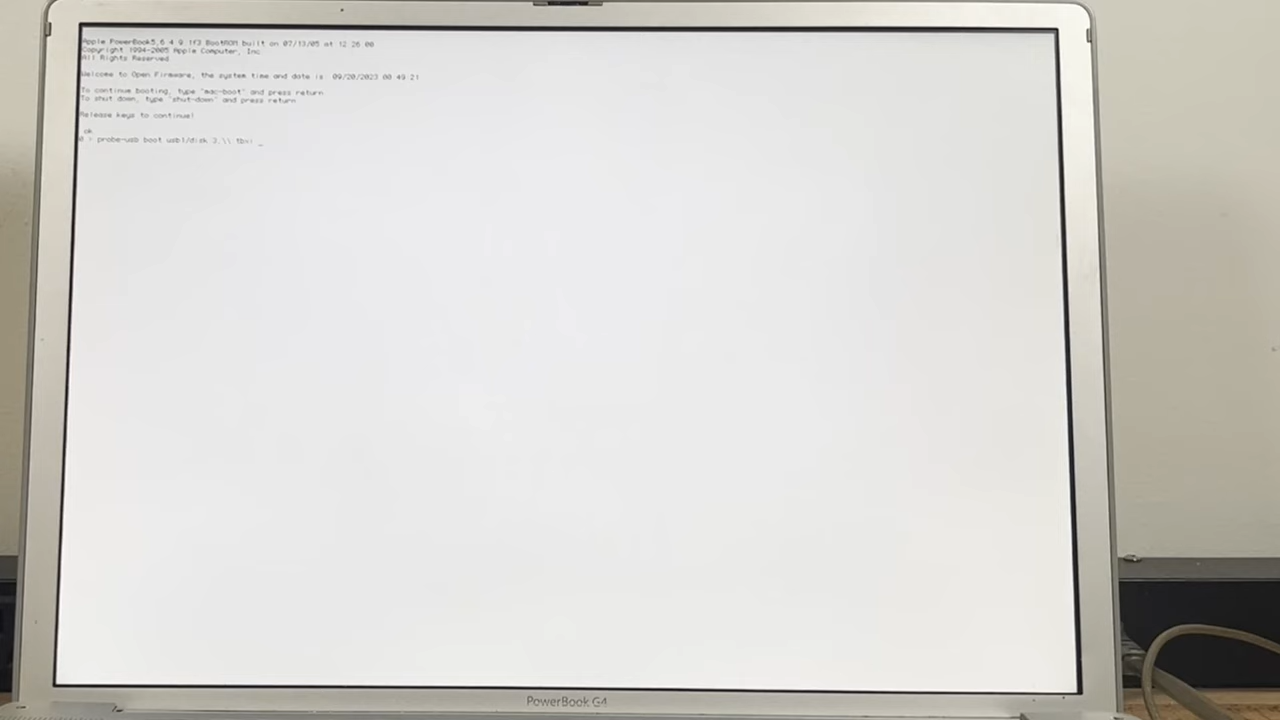 Apple PowerBook5,6 4.9.1f3 BootROM built on 07/13/05 at 12:26:08
Copyright 1994-2005 Apple Computer, Inc.
All Rights Reserved
Welcome to Open Firmware, the system time and date is: 09/20/2023 00:49:21
To continue booting, type "mac-boot" and press return.
To shut down, type "shut-down" and press return.
Release keys to continue!
ok
0 > probe-usb boot usb1/disk:3,\\:tbxi _
PowerBook G4